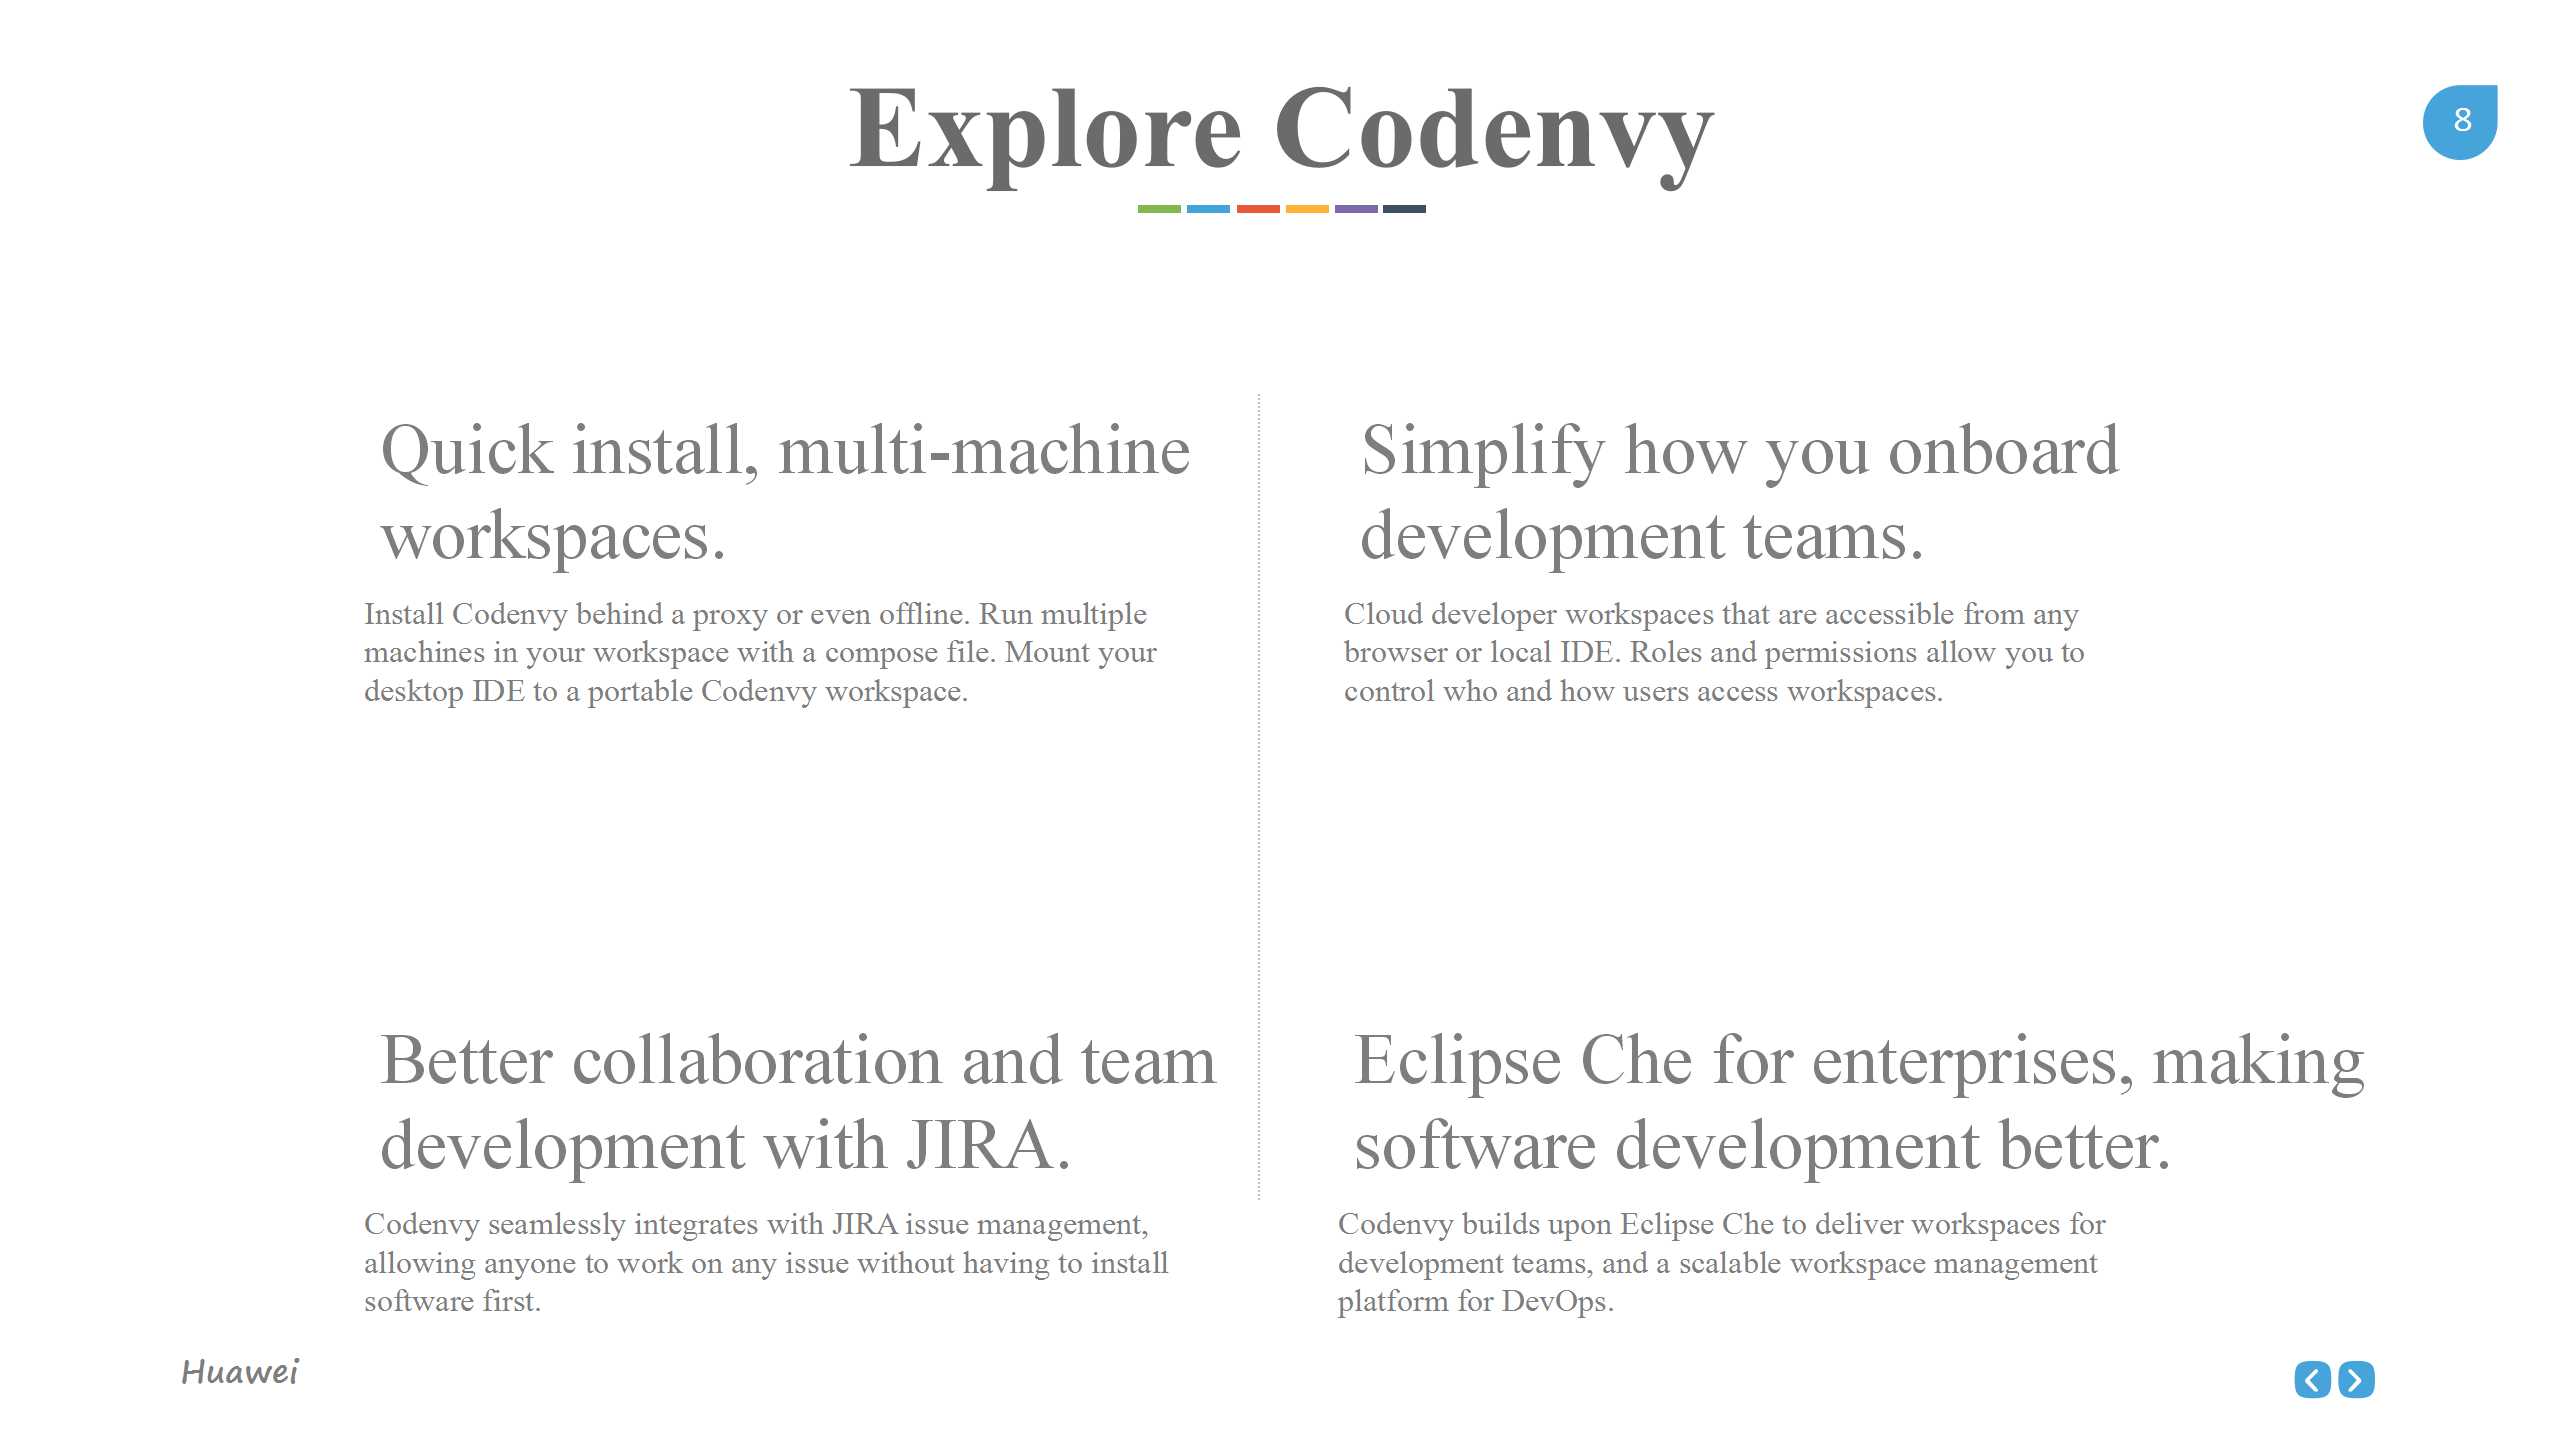 Explore Codenvy
8
Quick install, multi-machine
workspaces.
Install Codenvy behind a proxy or even offline. Run multiple
machines in your workspace with a compose file. Mount your
desktop IDE to a portable Codenvy workspace.
Simplify how you onboard
development teams.
Cloud developer workspaces that are accessible from any
browser or local IDE. Roles and permissions allow you to
control who and how users access workspaces.
Better collaboration and team
development with JIRA.
Codenvy seamlessly integrates with JIRA issue management,
allowing anyone to work on any issue without having to install
software first.
Eclipse Che for enterprises, making
software development better.
Codenvy builds upon Eclipse Che to deliver workspaces for
development teams, and a scalable workspace management
platform for DevOps.
Huawei